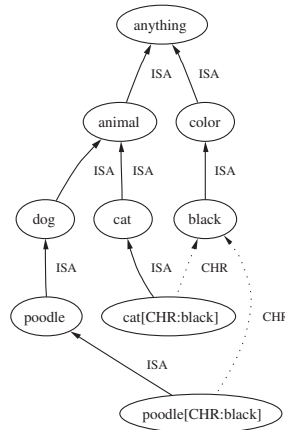 anything
ISA ISA
animal color
ISA ISA ISA
dog cat black
ISA ISA CHR
poodle cat[CHR:black] CHR
ISA
poodle[CHR:black]